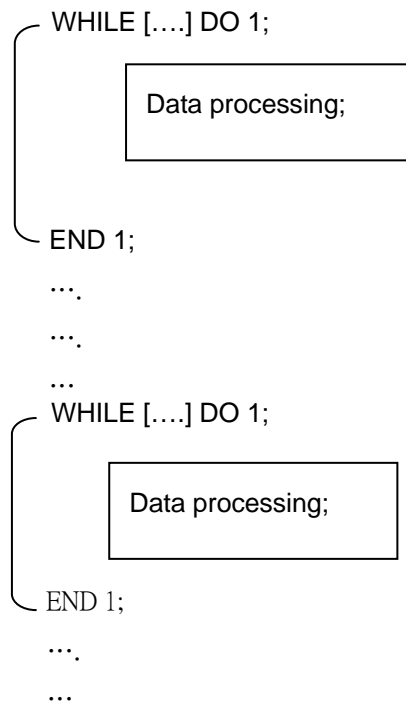 WHILE [….] DO 1;
Data processing;
END 1;
….
….
…
WHILE [….] DO 1;
Data processing;
END 1;
….
…